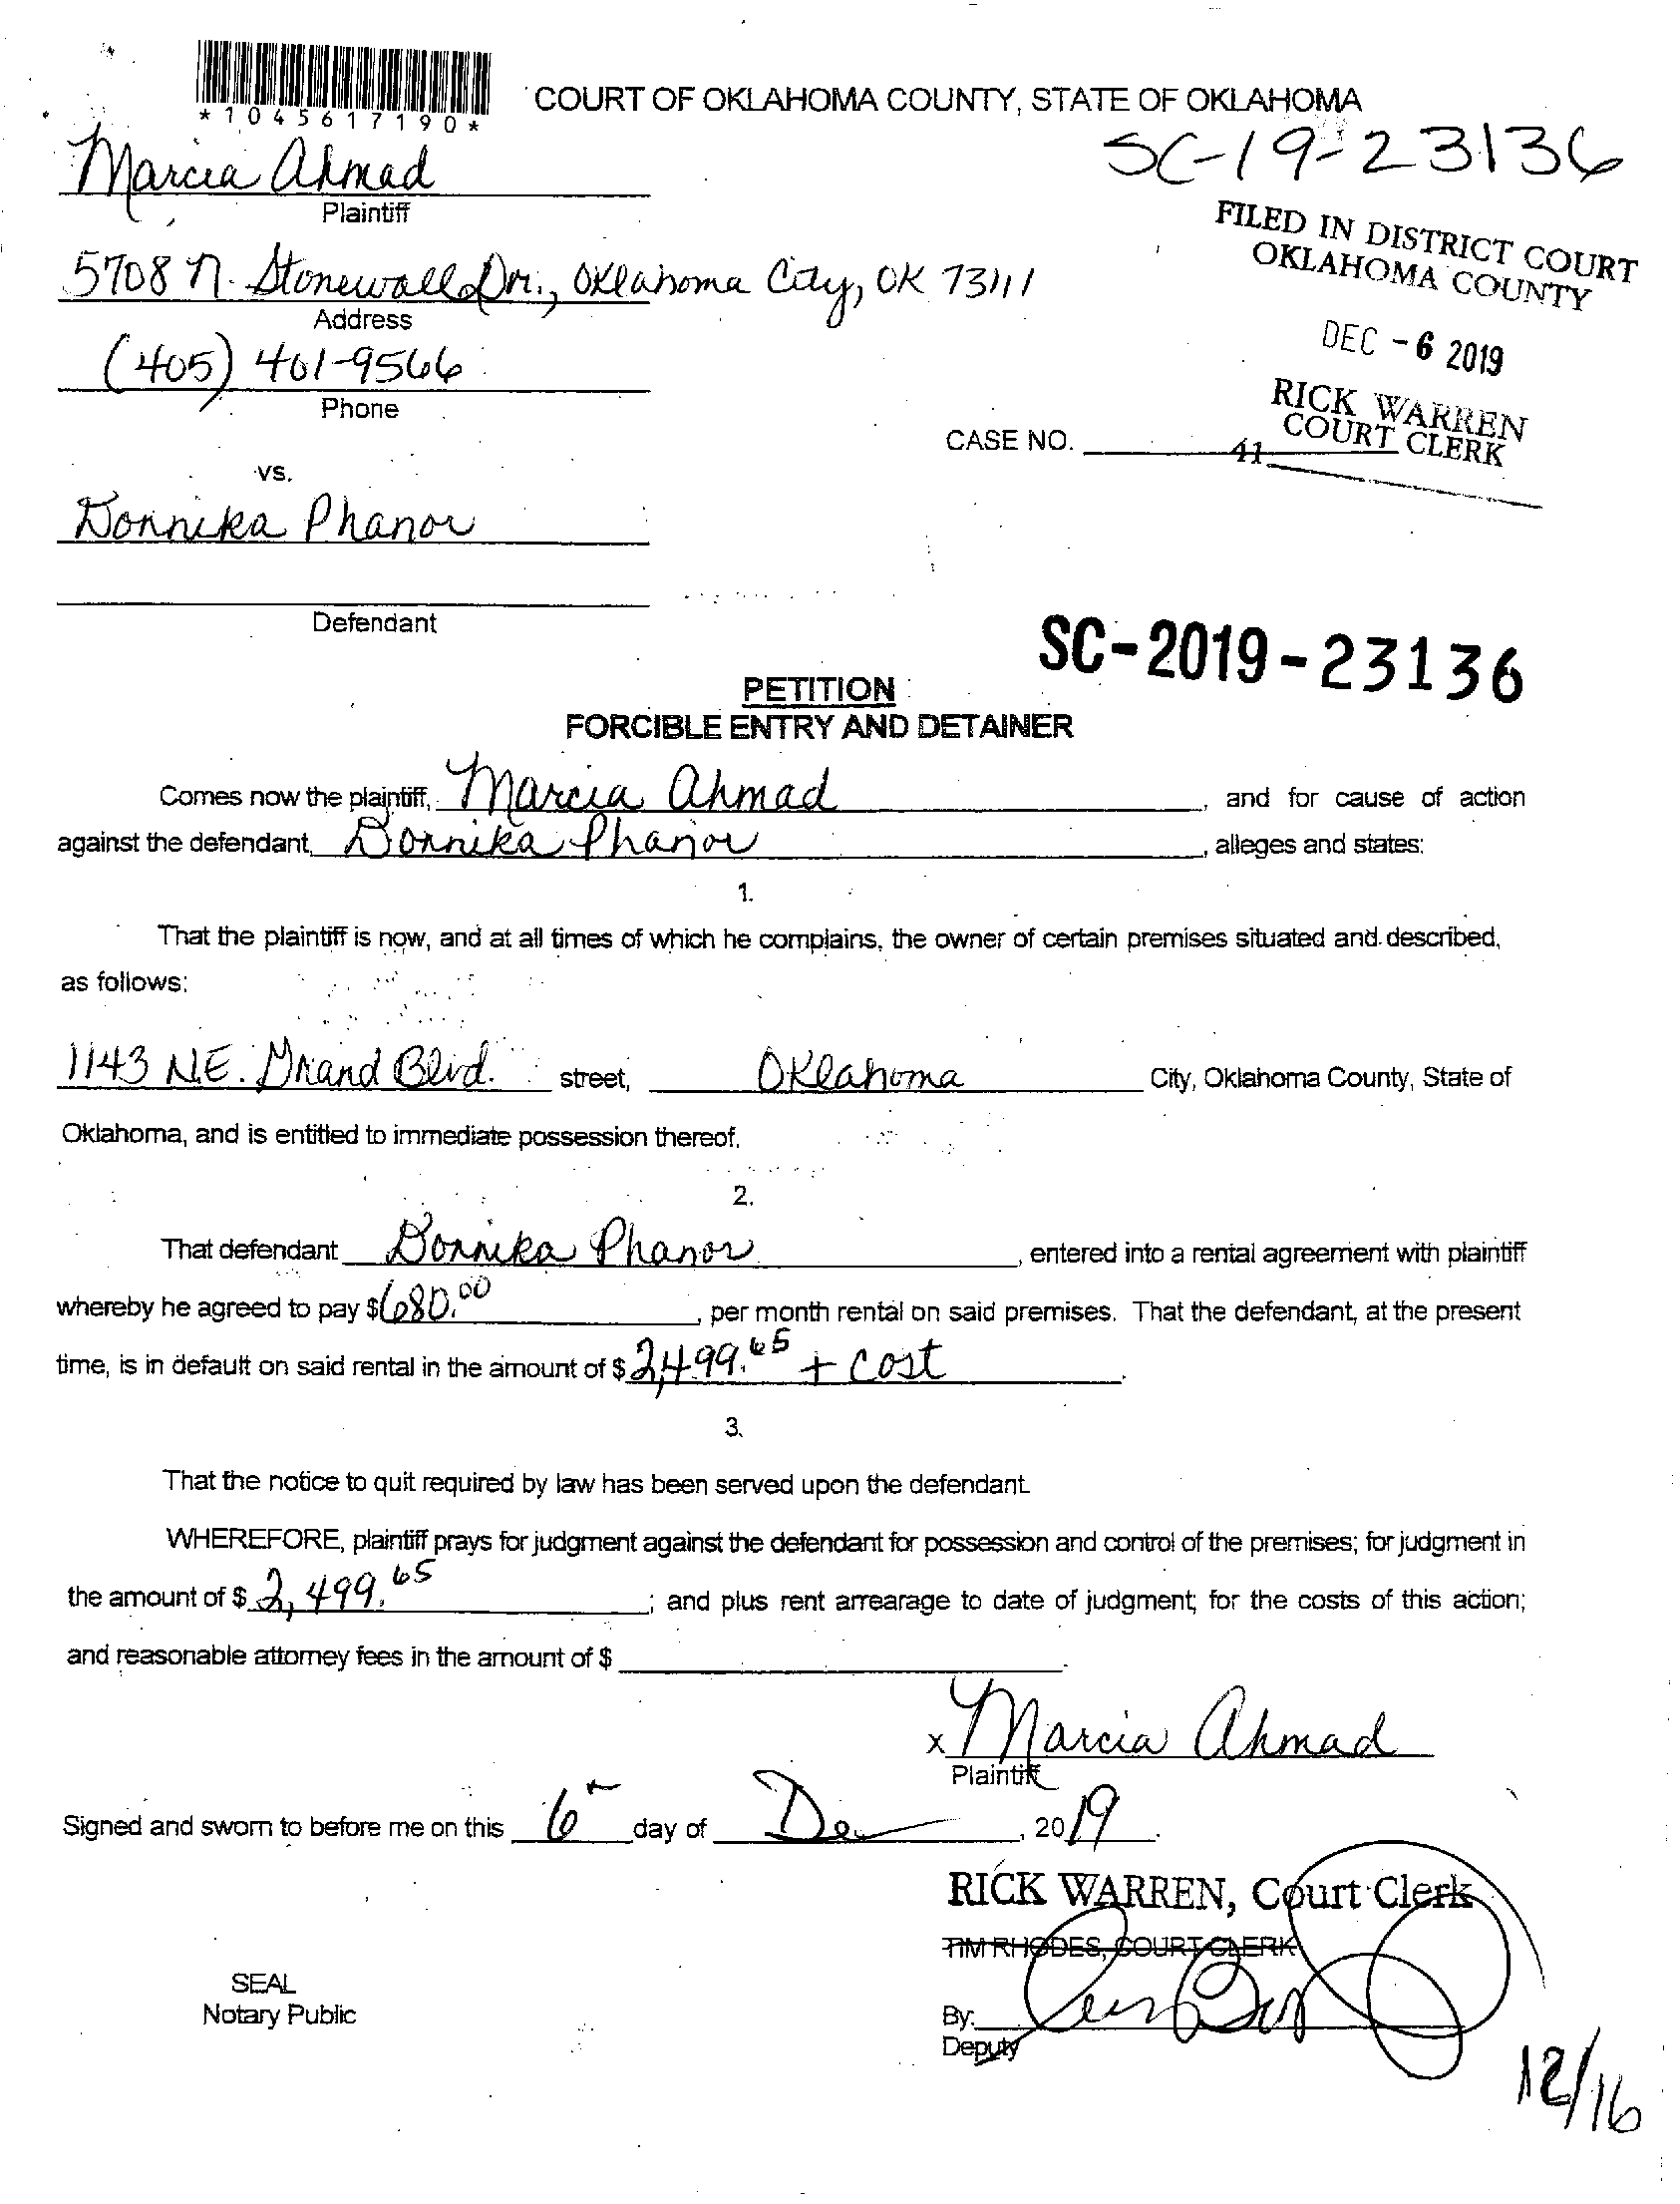 *1045617190*
COURT OF OKLAHOMA COUNTY, STATE OF OKLAHOMA
SC-19-23136
Marcia Ahmad
Plaintiff
FILED IN DISTRICT COURT
OKLAHOMA COUNTY
5708 N. Stonewall Dr., Oklahoma City, OK 73111
Address
DEC -6 2019
(405) 401-9566
Phone
RICK WARREN
COURT CLERK
CASE NO.
41
vs.
Donnika Phanor
Defendant
SC-2019-23136
PETITION
FORCIBLE ENTRY AND DETAINER
Comes now the plaintiff, Marcia Ahmad, and for cause of action
against the defendant, Donnika Phanor, alleges and states:
1.
That the plaintiff is now, and at all times of which he complains, the owner of certain premises situated and described,
as follows:
1143 N.E. Grand Blvd. street, Oklahoma City, Oklahoma County, State of
Oklahoma, and is entitled to immediate possession thereof.
2.
That defendant Donnika Phanor, entered into a rental agreement with plaintiff
whereby he agreed to pay $680.00, per month rental on said premises. That the defendant, at the present
time, is in default on said rental in the amount of $2,499.65 + Cost.
3.
That the notice to quit required by law has been served upon the defendant.
WHEREFORE, plaintiff prays for judgment against the defendant for possession and control of the premises; for judgment in
the amount of $2,499.65; and plus rent arrearage to date of judgment; for the costs of this action;
and reasonable attorney fees in the amount of $
x Marcia Ahmad
Plaintiff
Signed and sworn to before me on this 6th day of Dec, 2019.
RICK WARREN, Court Clerk
TIM RHODES, COURT CLERK
SEAL
Notary Public
By:
Deputy
12/16